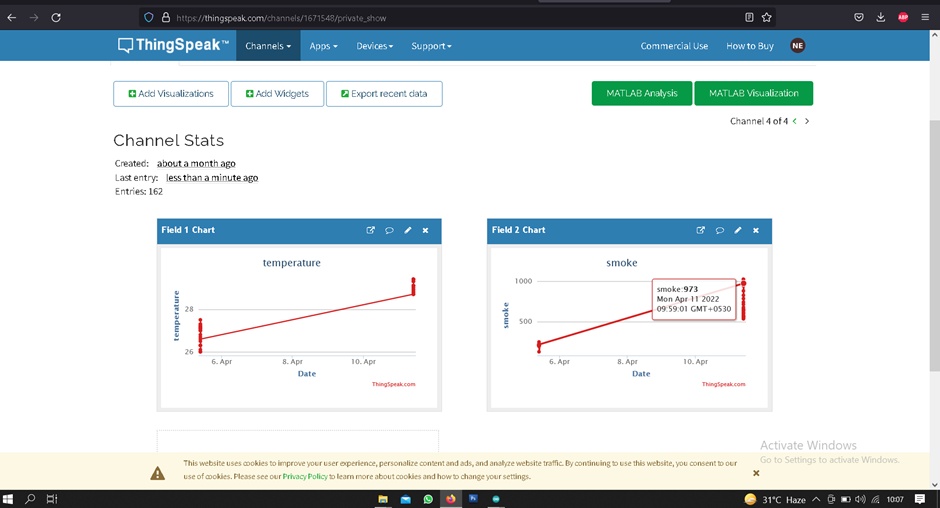 https://thingspeak.com/channels/1671548/private_show
ABP
ThingSpeak™
Channels
Apps
Devices
Support
Commercial Use
How to Buy
NE
Add Visualizations
Add Widgets
Export recent data
MATLAB Analysis
MATLAB Visualization
Channel 4 of 4 < >
Channel Stats
Created: about a month ago
Last entry: less than a minute ago
Entries: 162
Field 1 Chart
temperature
temperature
28
26
6. Apr
8. Apr
10. Apr
Date
ThingSpeak.com
Field 2 Chart
smoke
smoke
1000
500
smoke:973
Mon Apr 11 2022
09:59:01 GMT+0530
6. Apr
8. Apr
10. Apr
Date
ThingSpeak.com
Activate Windows
Go to Settings to activate Windows.
This website uses cookies to improve your user experience, personalize content and ads, and analyze website traffic. By continuing to use this website, you consent to our
use of cookies. Please see our Privacy Policy to learn more about cookies and how to change your settings.
31°C Haze
10:07